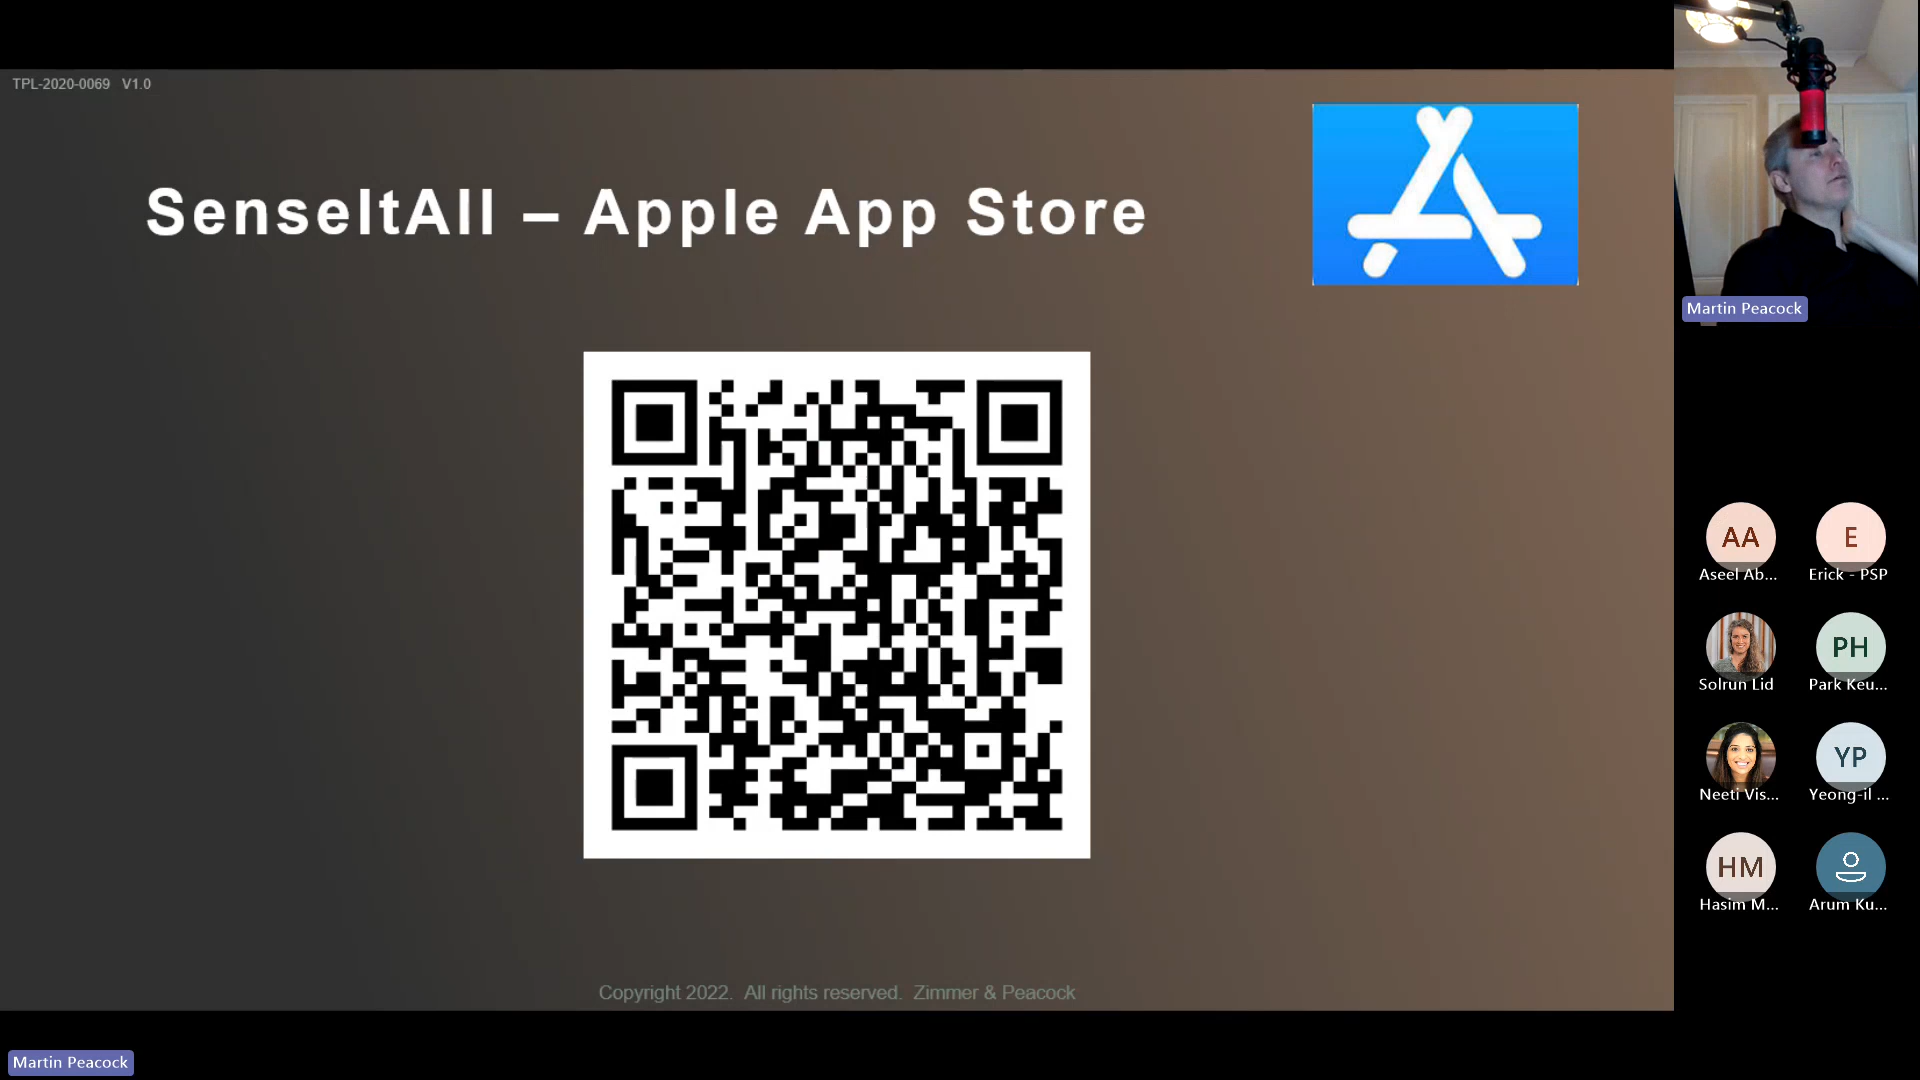 TPL-2020-0069 V1.0
SenseItAll – Apple App Store
Copyright 2022. All rights reserved. Zimmer & Peacock
Martin Peacock
Martin Peacock
AA
E
Aseel Ab...
Erick - PSP
PH
Solrun Lid
Park Keu...
YP
Neeti Vis...
Yeong-il ...
HM
Hasim M...
Arum Ku...